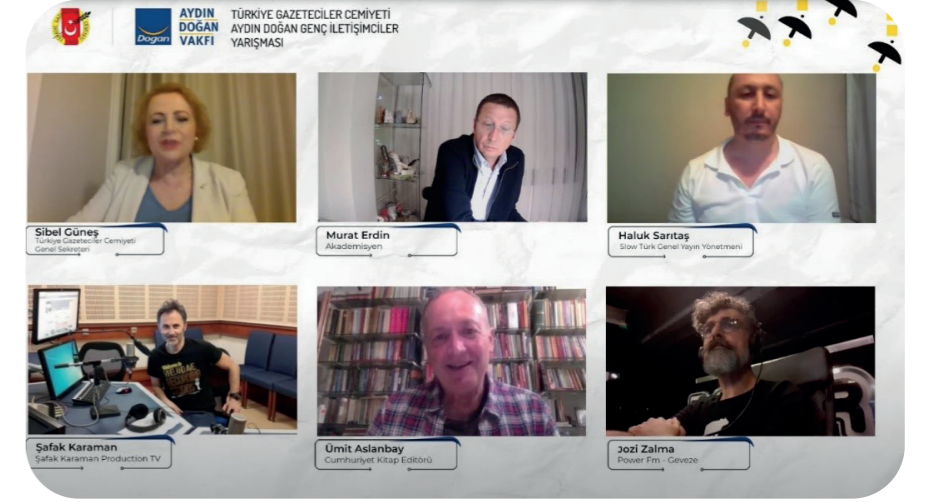 Doğan
AYDIN
DOĞAN
VAKFI
TÜRKİYE GAZETECİLER CEMİYETİ
AYDIN DOĞAN GENÇ İLETİŞİMCİLER
YARIŞMASI
Sibel Güneş
Türkiye Gazeteciler Cemiyeti
Genel Sekreteri
Murat Erdin
Akademisyen
Haluk Sarıtaş
Slow Türk Genel Yayın Yönetmeni
Şafak Karaman
Şafak Karaman Production TV
Ümit Aslanbay
Cumhuriyet Kitap Editörü
Jozi Zalma
Power Fm - Geveze